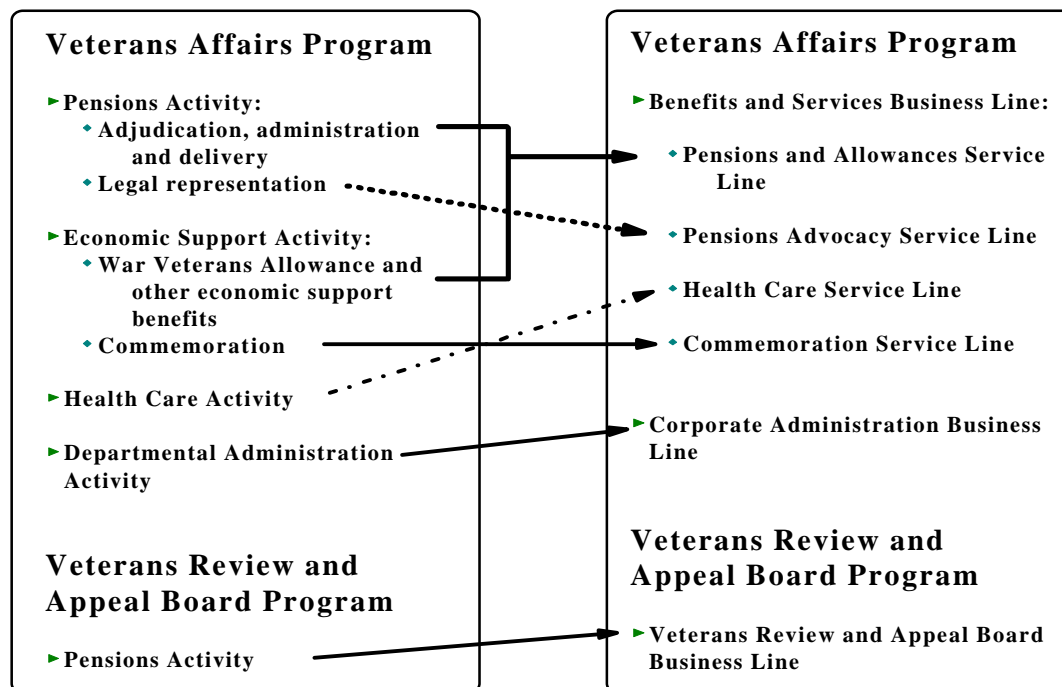 Veterans Affairs Program
Pensions Activity:
Adjudication, administration
and delivery
Legal representation
Economic Support Activity:
War Veterans Allowance and
other economic support
benefits
Commemoration
Health Care Activity
Departmental Administration
Activity
Veterans Review and
Appeal Board Program
Pensions Activity
Veterans Affairs Program
Benefits and Services Business Line:
Pensions and Allowances Service
Line
Pensions Advocacy Service Line
Health Care Service Line
Commemoration Service Line
Corporate Administration Business
Line
Veterans Review and
Appeal Board Program
Veterans Review and Appeal Board
Business Line